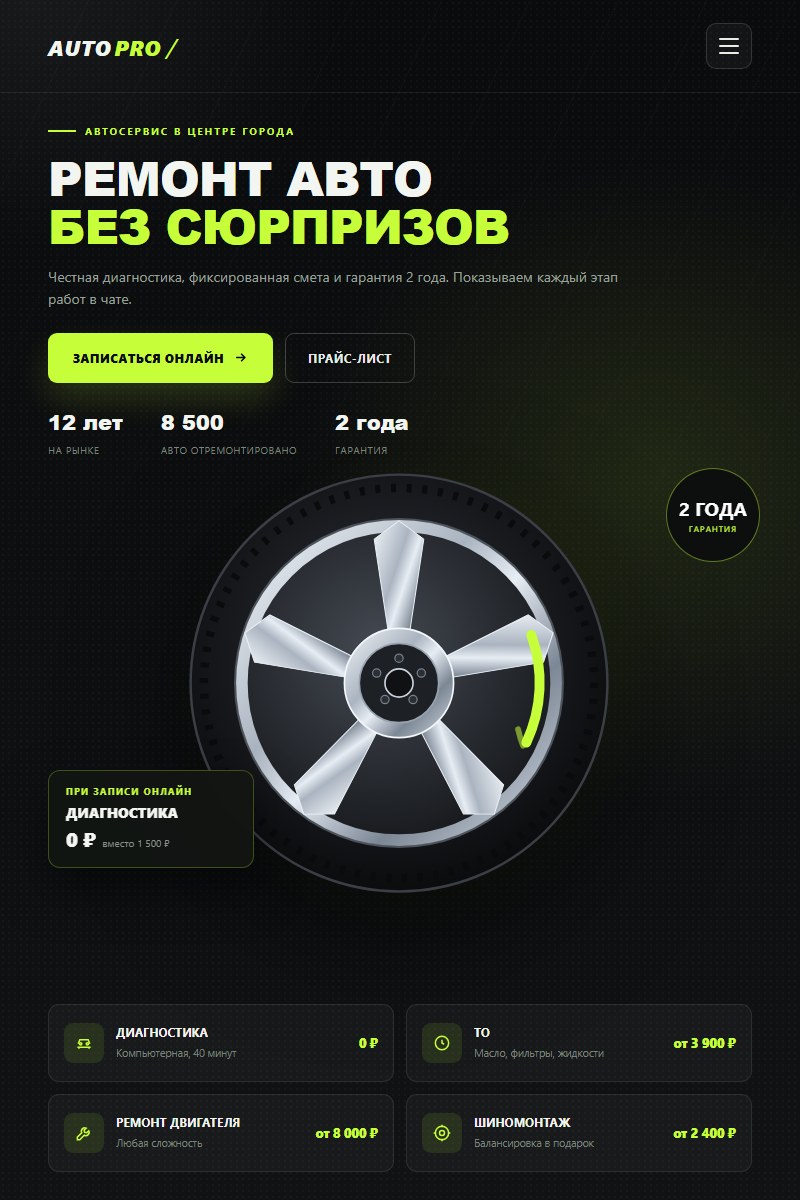 AUTO PRO /
АВТОСЕРВИС В ЦЕНТРЕ ГОРОДА
РЕМОНТ АВТО
БЕЗ СЮРПРИЗОВ
Честная диагностика, фиксированная смета и гарантия 2 года. Показываем каждый этап
работ в чате.
ЗАПИСАТЬСЯ ОНЛАЙН →
ПРАЙС-ЛИСТ
12 лет
НА РЫНКЕ
8 500
АВТО ОТРЕМОНТИРОВАНО
2 года
ГАРАНТИЯ
2 ГОДА
ГАРАНТИЯ
ПРИ ЗАПИСИ ОНЛАЙН
ДИАГНОСТИКА
0 ₽ вместо 1 500 ₽
ДИАГНОСТИКА
Компьютерная, 40 минут
0 ₽
ТО
Масло, фильтры, жидкости
от 3 900 ₽
РЕМОНТ ДВИГАТЕЛЯ
Любая сложность
от 8 000 ₽
ШИНОМОНТАЖ
Балансировка в подарок
от 2 400 ₽